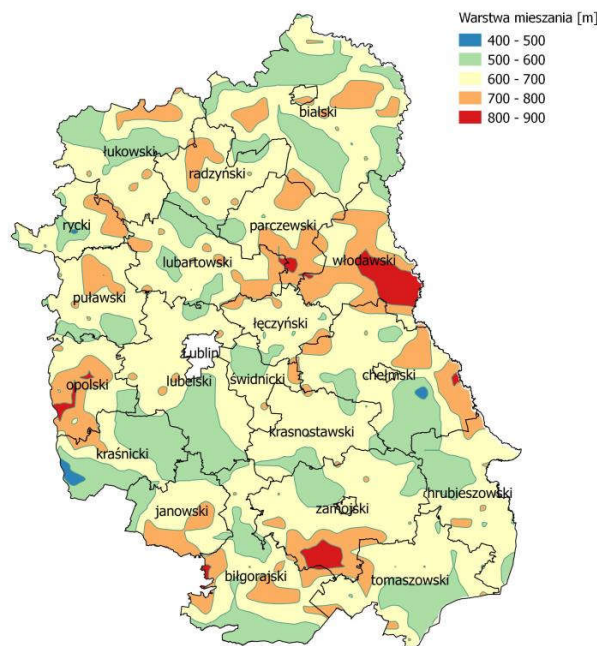 Warstwa mieszania [m]
400 - 500
500 - 600
600 - 700
700 - 800
800 - 900
bialski
łukowski
radzyński
rycki
parczewski
lubartowski
włodawski
puławski
łęczyński
Lublin
opolski
lubelski
świdnicki
chełmski
krasnostawski
kraśnicki
janowski
zamojski
hrubieszowski
biłgorajski
tomaszowski